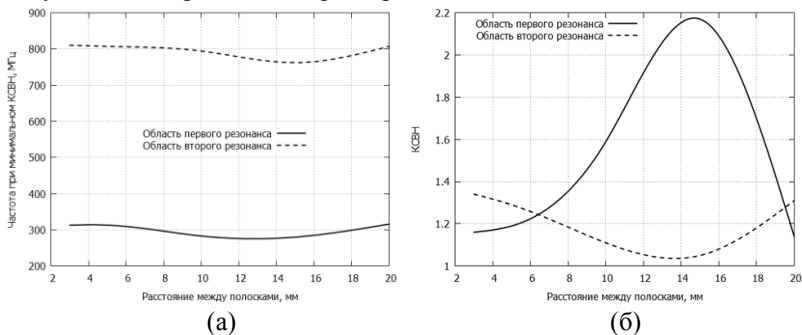 900
800
700
600
500
400
300
200
2 4 6 8 10 12 14 16 18 20
Частота при минимальном КСВН, МГц
Расстояние между полосками, мм
Область первого резонанса
Область второго резонанса
(а)
2.2
2
1.8
1.6
1.4
1.2
1
2 4 6 8 10 12 14 16 18 20
КСВН
Расстояние между полосками, мм
Область первого резонанса
Область второго резонанса
(б)